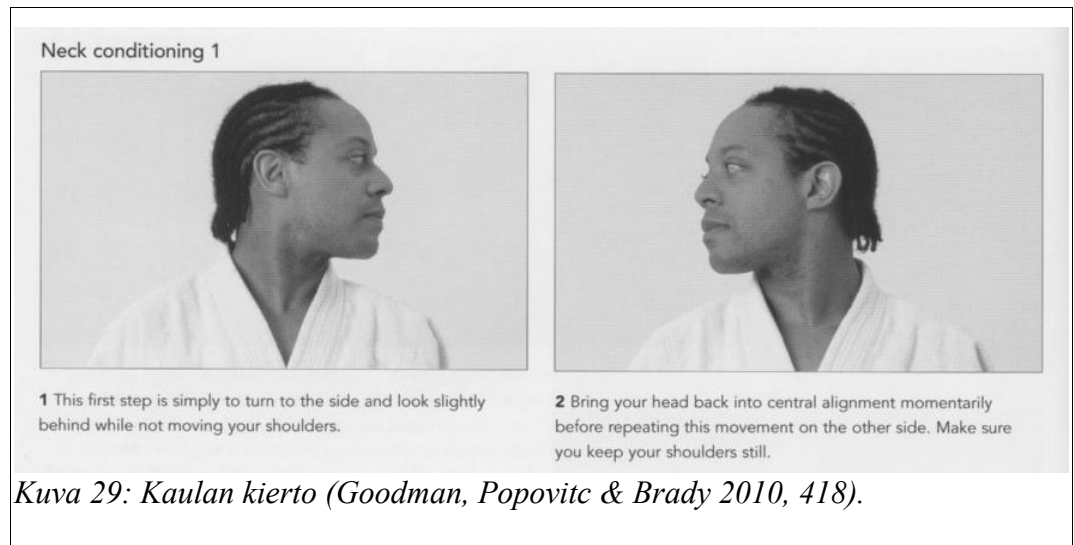 Neck conditioning 1
1 This first step is simply to turn to the side and look slightly
behind while not moving your shoulders.
2 Bring your head back into central alignment momentarily
before repeating this movement on the other side. Make sure
you keep your shoulders still.
Kuva 29: Kaulan kierto (Goodman, Popovitc & Brady 2010, 418).